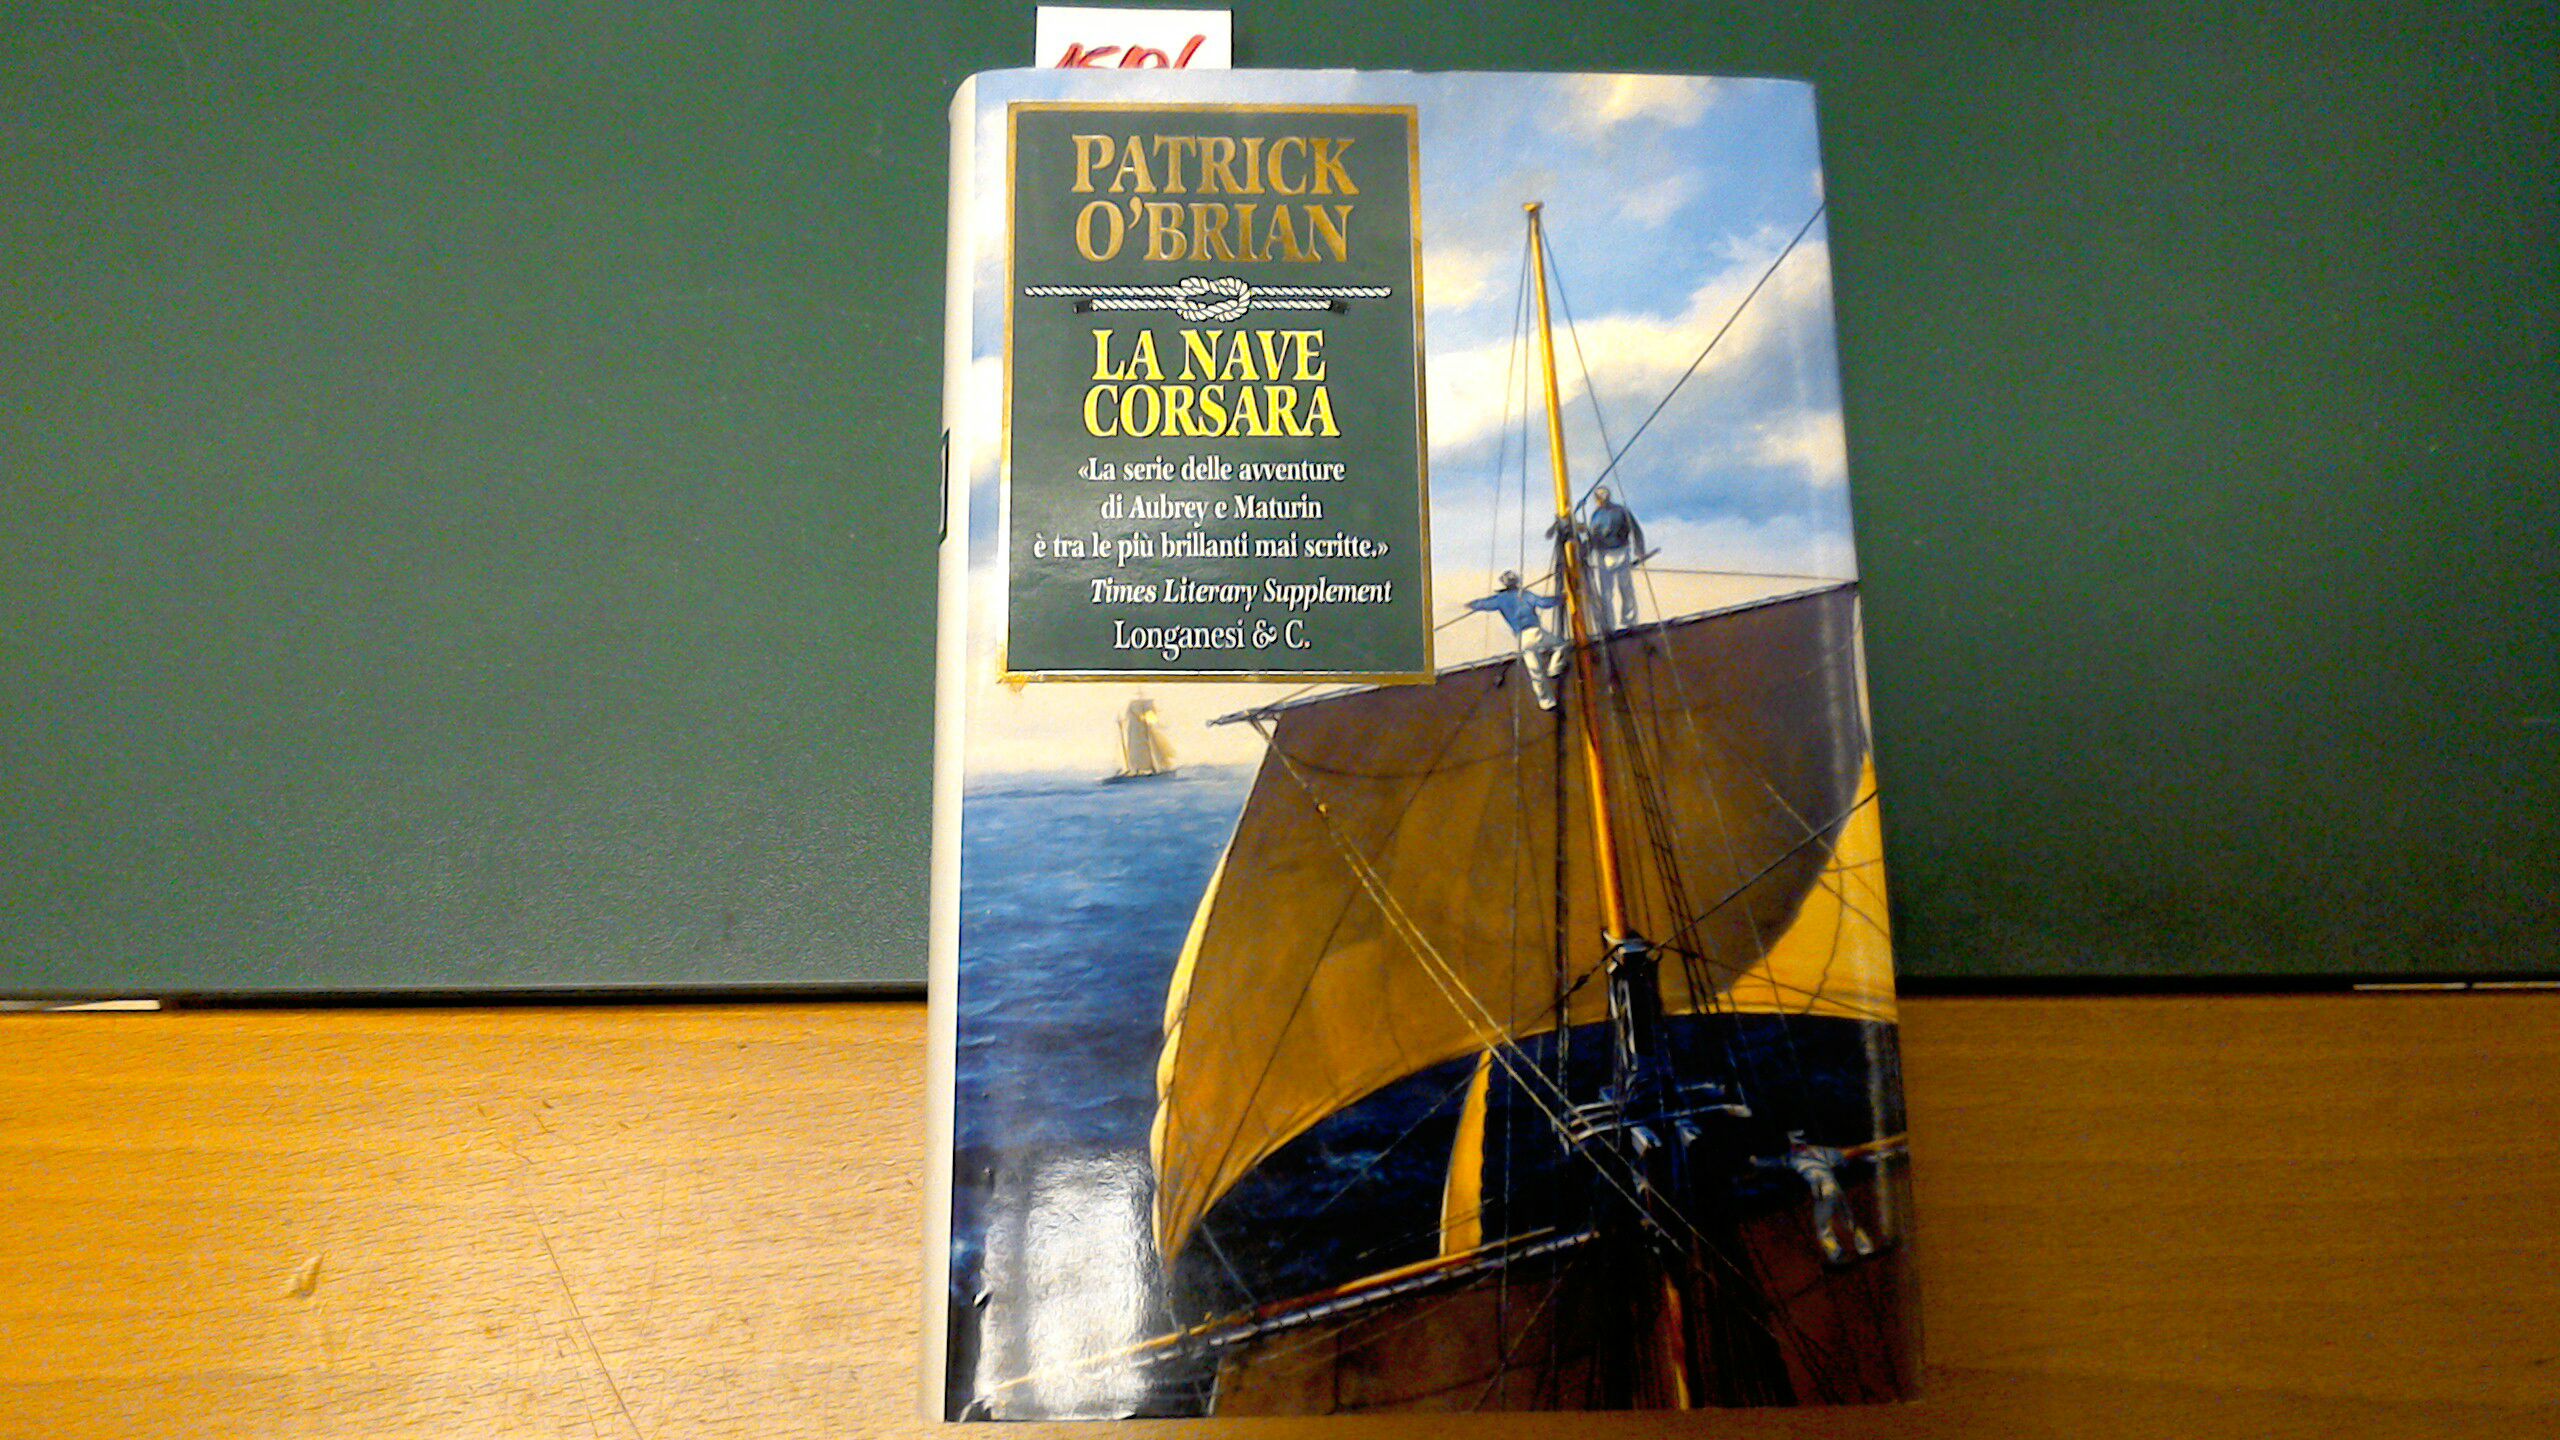 PATRICK
O'BRIAN
LA NAVE
CORSARA
«La serie delle avventure
di Aubrey e Maturin
è tra le più brillanti mai scritte.»
Times Literary Supplement
Longanesi & C.